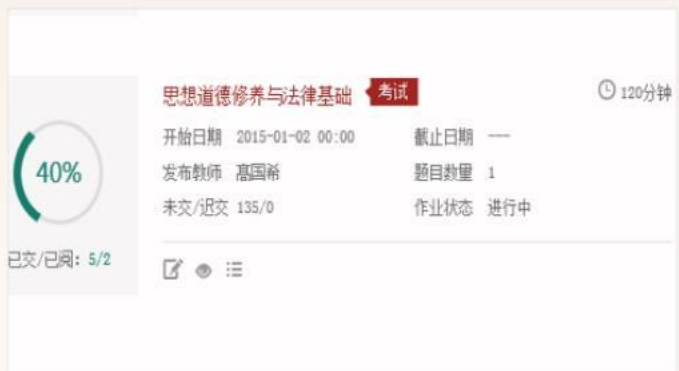 思想道德修养与法律基础 考试 120分钟
开始日期 2015-01-02 00:00 截止日期 ---
40% 发布教师 高国希 题目数量 1
未交/迟交 135/0 作业状态 进行中
已交/已阅: 5/2